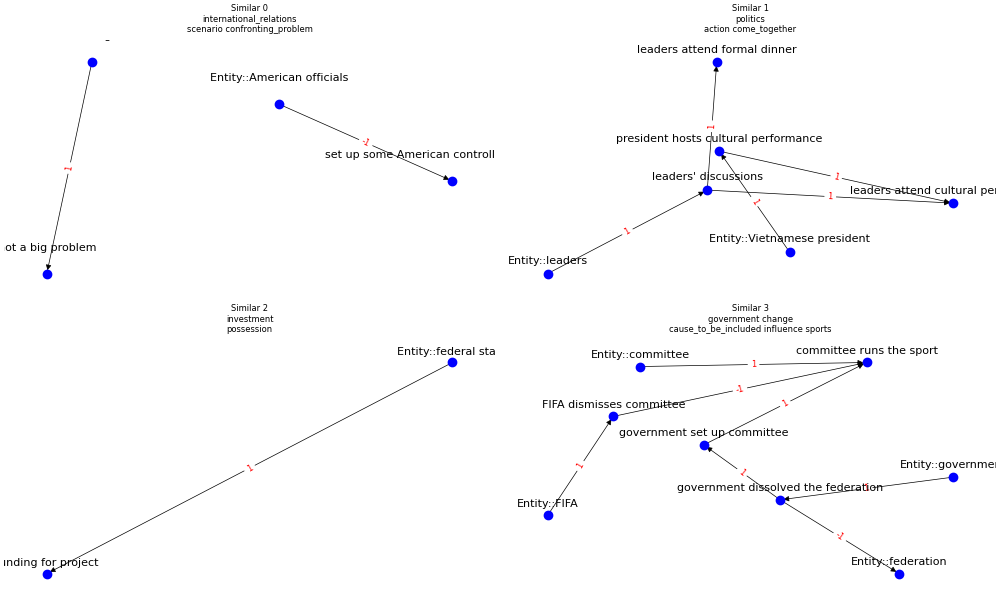 Similar 0
international_relations
scenario confronting_problem
Entity::American officials
-1
set up some American controll
1
ot a big problem
Similar 1
politics
action come_together
leaders attend formal dinner
1
president hosts cultural performance
leaders' discussions
1
leaders attend cultural per
1
1
1
Entity::Vietnamese president
Entity::leaders
Similar 2
investment
possession
Entity::federal sta
1
nding for project
Similar 3
government change
cause_to_be_included influence sports
Entity::committee
1
committee runs the sport
-1
FIFA dismisses committee
1
government set up committee
1
1
Entity::governme
government dissolved the federation
Entity::FIFA
-1
Entity::federation